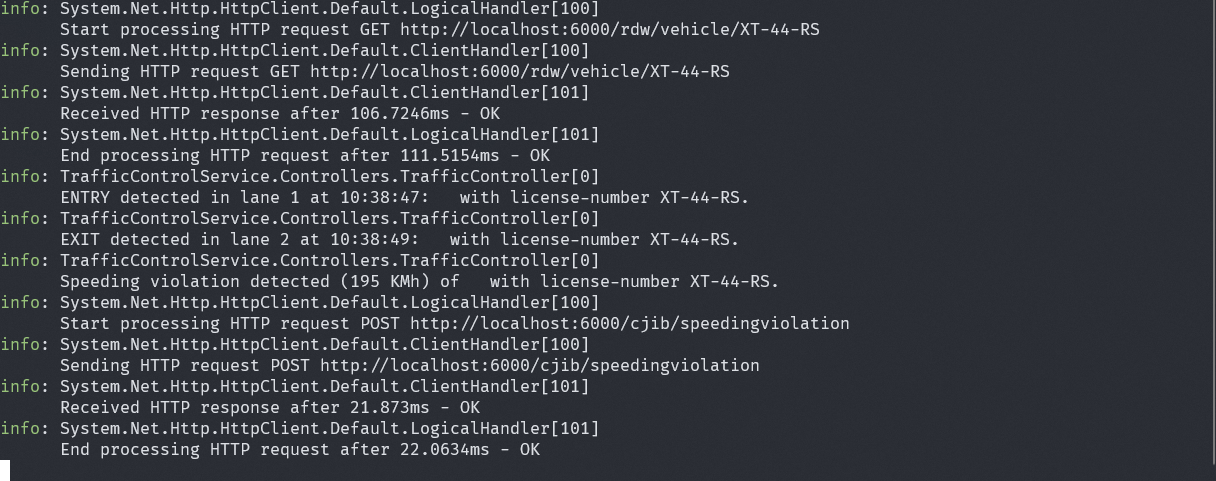 info: System.Net.Http.HttpClient.Default.LogicalHandler[100]
      Start processing HTTP request GET http://localhost:6000/rdw/vehicle/XT-44-RS
info: System.Net.Http.HttpClient.Default.ClientHandler[100]
      Sending HTTP request GET http://localhost:6000/rdw/vehicle/XT-44-RS
info: System.Net.Http.HttpClient.Default.ClientHandler[101]
      Received HTTP response after 106.7246ms - OK
info: System.Net.Http.HttpClient.Default.LogicalHandler[101]
      End processing HTTP request after 111.5154ms - OK
info: TrafficControlService.Controllers.TrafficController[0]
      ENTRY detected in lane 1 at 10:38:47:   with license-number XT-44-RS.
info: TrafficControlService.Controllers.TrafficController[0]
      EXIT detected in lane 2 at 10:38:49:   with license-number XT-44-RS.
info: TrafficControlService.Controllers.TrafficController[0]
      Speeding violation detected (195 KMh) of   with license-number XT-44-RS.
info: System.Net.Http.HttpClient.Default.LogicalHandler[100]
      Start processing HTTP request POST http://localhost:6000/cjib/speedingviolation
info: System.Net.Http.HttpClient.Default.ClientHandler[100]
      Sending HTTP request POST http://localhost:6000/cjib/speedingviolation
info: System.Net.Http.HttpClient.Default.ClientHandler[101]
      Received HTTP response after 21.873ms - OK
info: System.Net.Http.HttpClient.Default.LogicalHandler[101]
      End processing HTTP request after 22.0634ms - OK